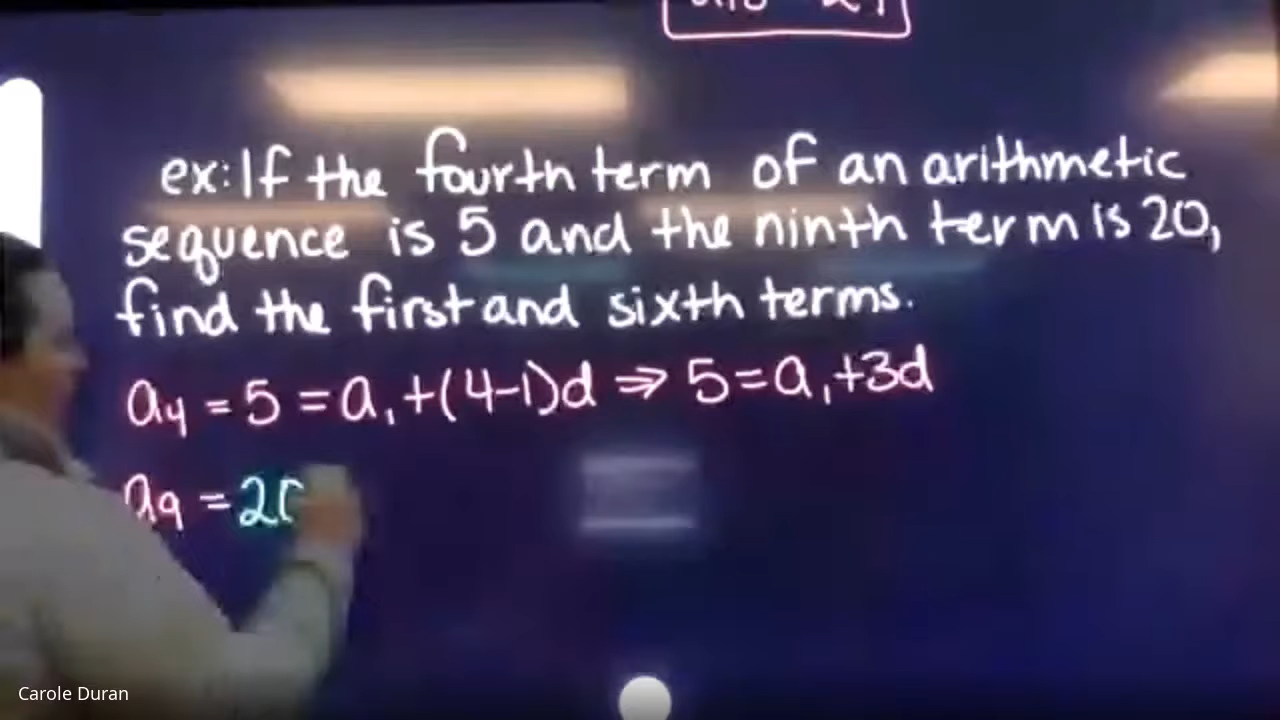 ex: If the fourth term of an arithmetic
sequence is 5 and the ninth term is 20,
find the first and sixth terms.
a₄ = 5 = a₁+(4-1)d ⇒ 5=a₁+3d
a₉ = 20
Carole Duran